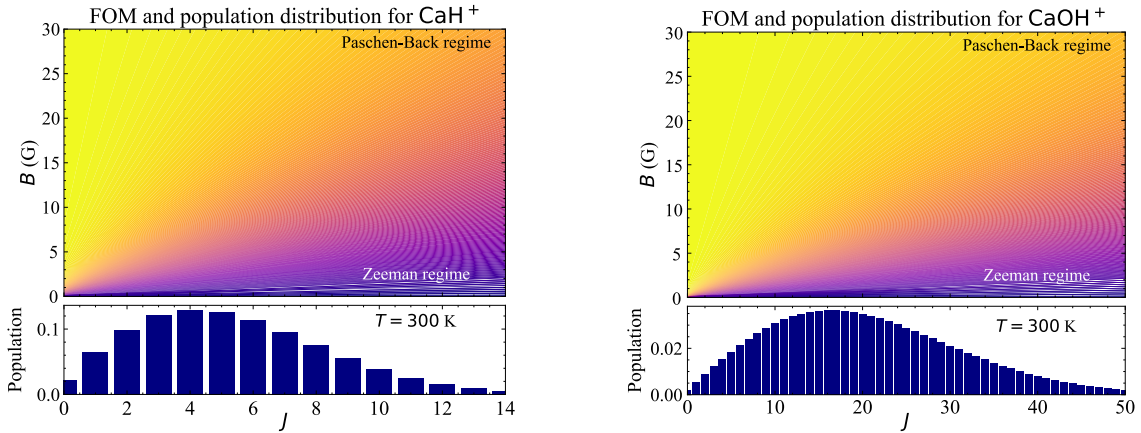 FOM and population distribution for CaH⁺
30
25
20
15
10
5
0
B (G)
Paschen-Back regime
Zeeman regime
0.1
0.0
Population
T = 300 K
0 2 4 6 8 10 12 14
J
FOM and population distribution for CaOH⁺
30
25
20
15
10
5
0
B (G)
Paschen-Back regime
Zeeman regime
0.02
0.00
Population
T = 300 K
0 10 20 30 40 50
J